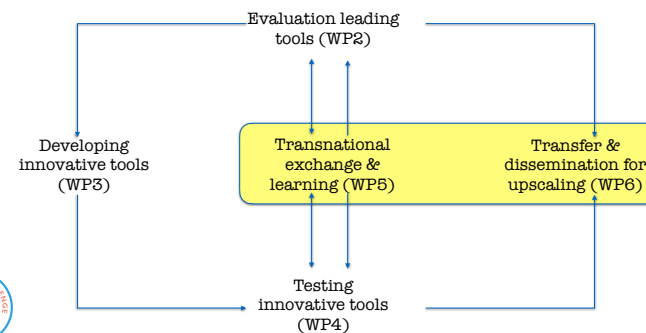 Evaluation leading
tools (WP2)
Developing
innovative tools
(WP3)
Transnational
exchange &
learning (WP5)
Transfer &
dissemination for
upscaling (WP6)
Testing
innovative tools
(WP4)